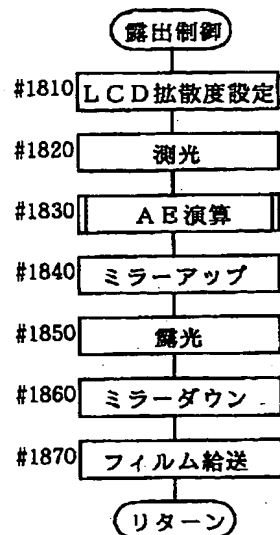 露出制御
#1810 LCD拡散度設定
#1820 測光
#1830 AE演算
#1840 ミラーアップ
#1850 露光
#1860 ミラーダウン
#1870 フィルム給送
リターン